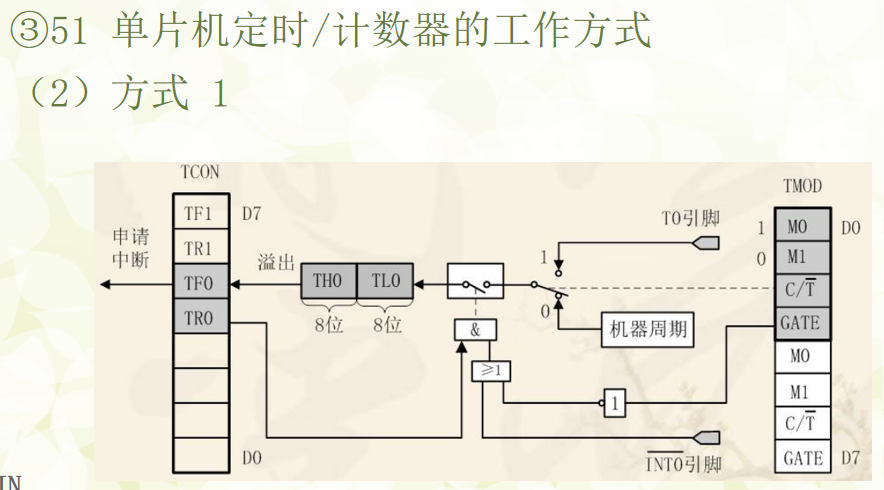 ③51 单片机定时/计数器的工作方式
（2）方式 1
TCON
TMOD
TF1 D7
TR1
TF0
TR0
D0
申请
中断
溢出
TH0 TL0
8位 8位
&
≥1
1
T0引脚
1
0
机器周期
1 M0 D0
0 M1
C/T̅
GATE
M0
M1
C/T̅
GATE D7
I̅N̅T̅0̅引脚
IN